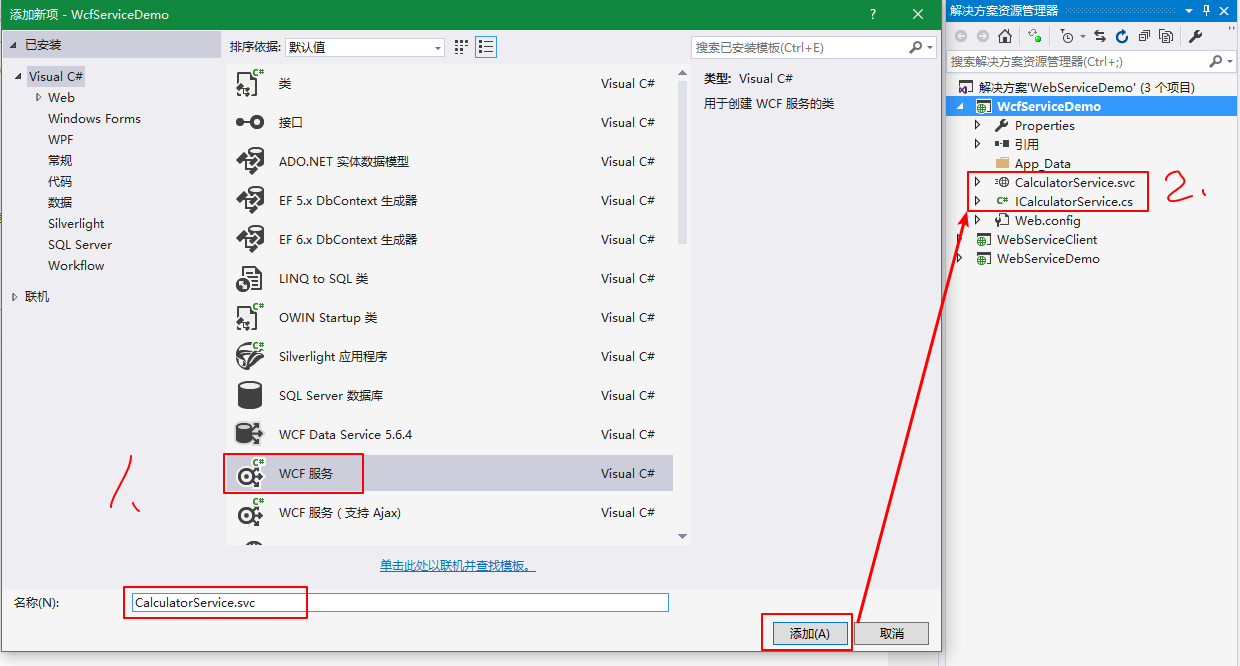 添加新项 - WcfServiceDemo
?
已安装
Visual C#
Web
Windows Forms
WPF
常规
代码
数据
Silverlight
SQL Server
Workflow
联机
排序依据: 默认值
类 Visual C#
接口 Visual C#
ADO.NET 实体数据模型 Visual C#
EF 5.x DbContext 生成器 Visual C#
EF 6.x DbContext 生成器 Visual C#
LINQ to SQL 类 Visual C#
OWIN Startup 类 Visual C#
Silverlight 应用程序 Visual C#
SQL Server 数据库 Visual C#
WCF Data Service 5.6.4 Visual C#
WCF 服务 Visual C#
WCF 服务 ( 支持 Ajax) Visual C#
单击此处以联机并查找模板。
搜索已安装模板(Ctrl+E)
类型: Visual C#
用于创建 WCF 服务的类
1.
名称(N): CalculatorService.svc
添加(A) 取消
解决方案资源管理器
搜索解决方案资源管理器(Ctrl+;)
解决方案'WebServiceDemo' (3 个项目)
WcfServiceDemo
Properties
引用
App_Data
CalculatorService.svc
C# ICalculatorService.cs
Web.config
WebServiceClient
WebServiceDemo
2.